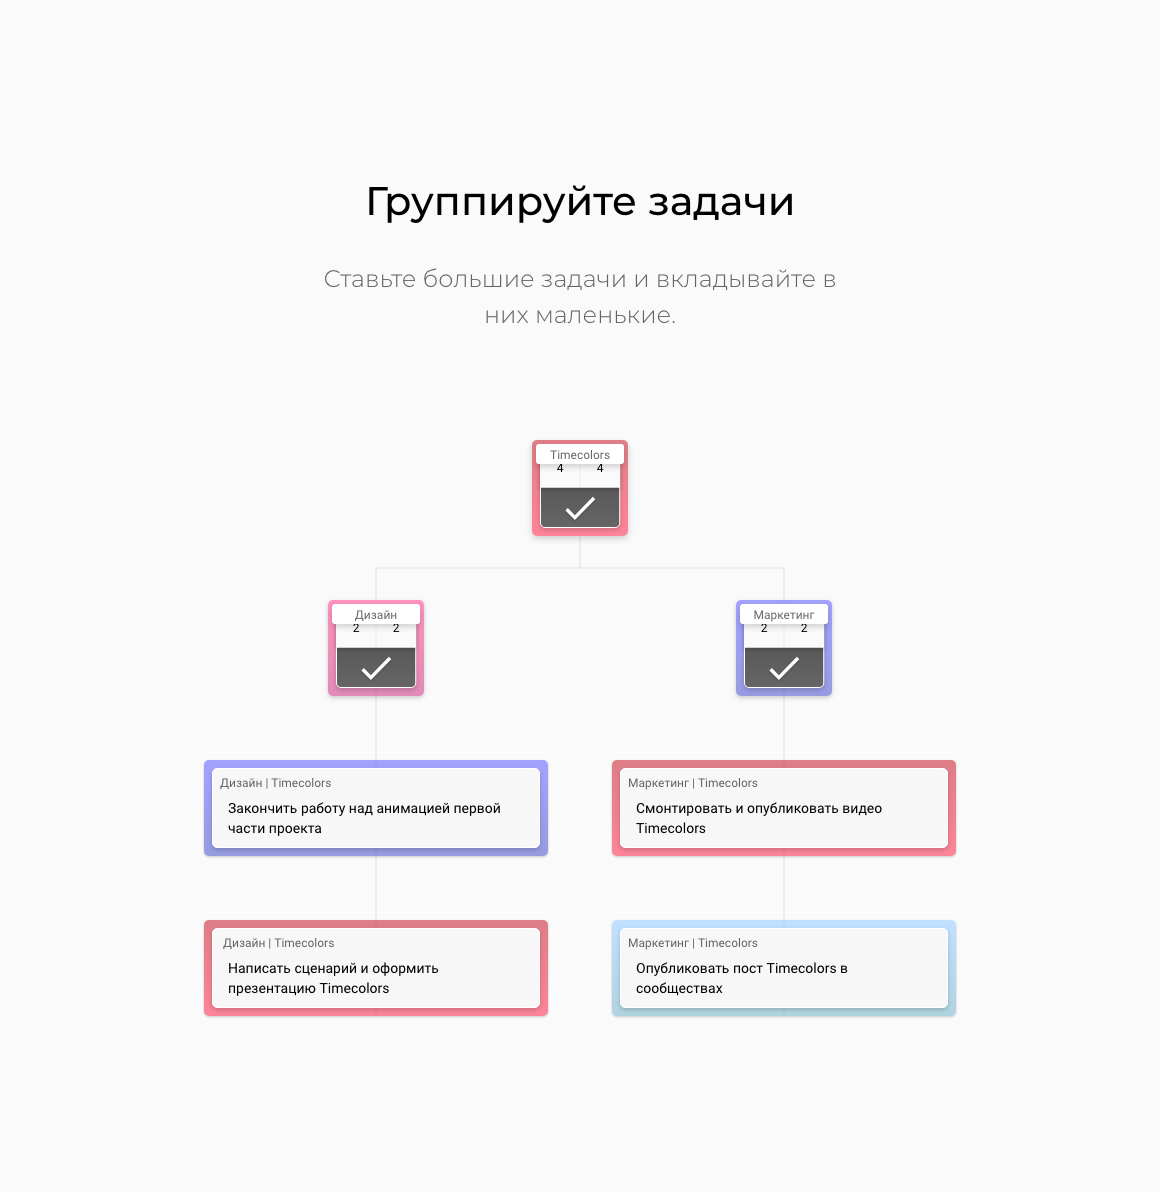 Группируйте задачи
Ставьте большие задачи и вкладывайте в
них маленькие.
Timecolors
4 4
Дизайн
2 2
Маркетинг
2 2
Дизайн | Timecolors
Закончить работу над анимацией первой
части проекта
Маркетинг | Timecolors
Смонтировать и опубликовать видео
Timecolors
Дизайн | Timecolors
Написать сценарий и оформить
презентацию Timecolors
Маркетинг | Timecolors
Опубликовать пост Timecolors в
сообществах